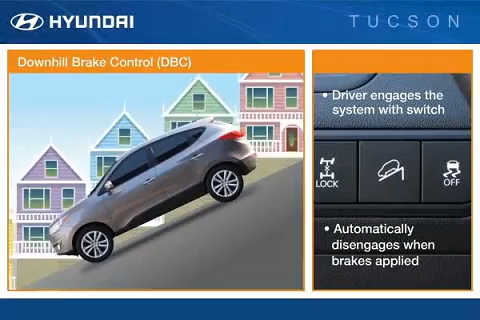 HYUNDAI
TUCSON
Downhill Brake Control (DBC)
• Driver engages the
system with switch
LOCK
OFF
• Automatically
disengages when
brakes applied